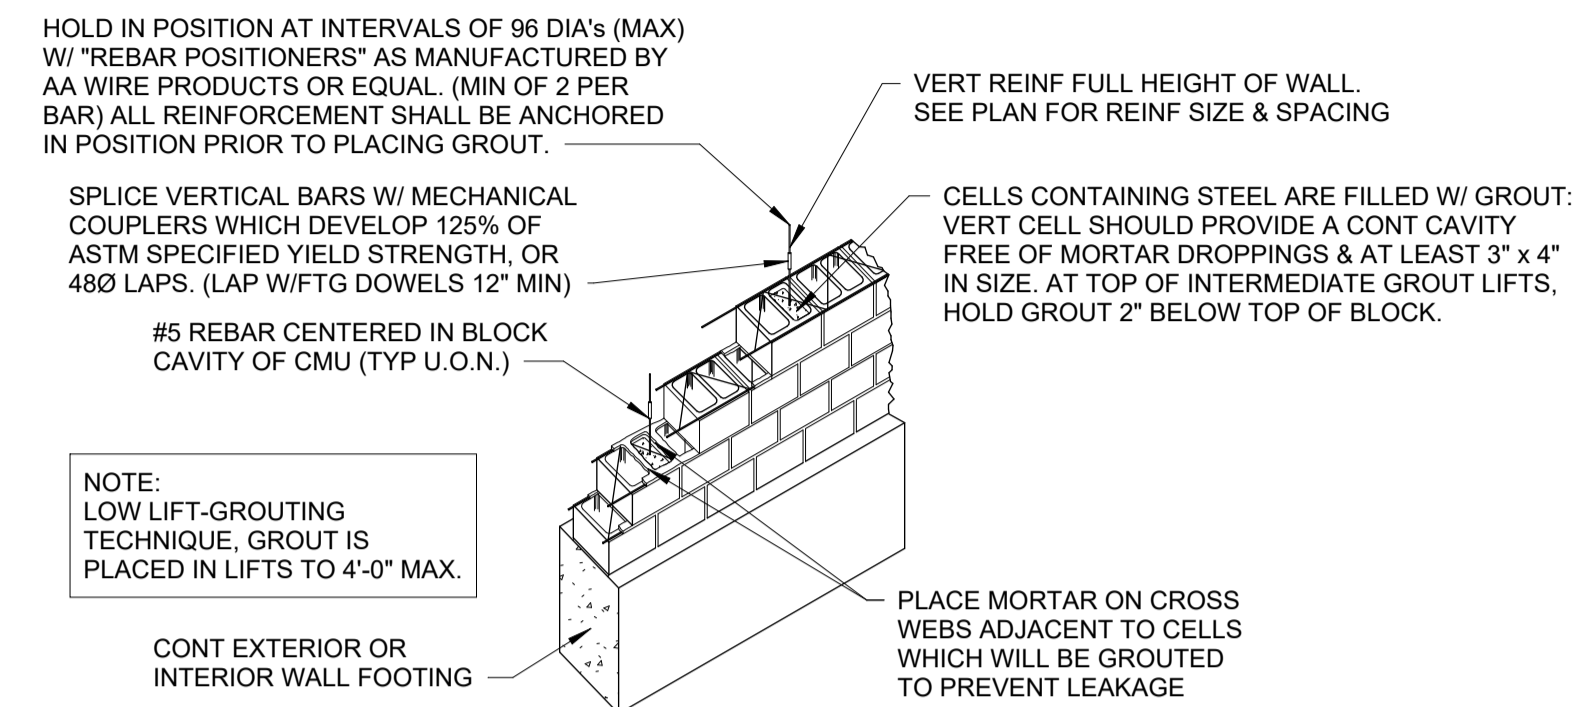 HOLD IN POSITION AT INTERVALS OF 96 DIA's (MAX)
W/ "REBAR POSITIONERS" AS MANUFACTURED BY
AA WIRE PRODUCTS OR EQUAL. (MIN OF 2 PER
BAR) ALL REINFORCEMENT SHALL BE ANCHORED
IN POSITION PRIOR TO PLACING GROUT.
VERT REINF FULL HEIGHT OF WALL.
SEE PLAN FOR REINF SIZE & SPACING
SPLICE VERTICAL BARS W/ MECHANICAL
COUPLERS WHICH DEVELOP 125% OF
ASTM SPECIFIED YIELD STRENGTH, OR
48Ø LAPS. (LAP W/FTG DOWELS 12" MIN)
CELLS CONTAINING STEEL ARE FILLED W/ GROUT:
VERT CELL SHOULD PROVIDE A CONT CAVITY
FREE OF MORTAR DROPPINGS & AT LEAST 3" x 4"
IN SIZE. AT TOP OF INTERMEDIATE GROUT LIFTS,
HOLD GROUT 2" BELOW TOP OF BLOCK.
#5 REBAR CENTERED IN BLOCK
CAVITY OF CMU (TYP U.O.N.)
NOTE:
LOW LIFT-GROUTING
TECHNIQUE, GROUT IS
PLACED IN LIFTS TO 4'-0" MAX.
CONT EXTERIOR OR
INTERIOR WALL FOOTING
PLACE MORTAR ON CROSS
WEBS ADJACENT TO CELLS
WHICH WILL BE GROUTED
TO PREVENT LEAKAGE